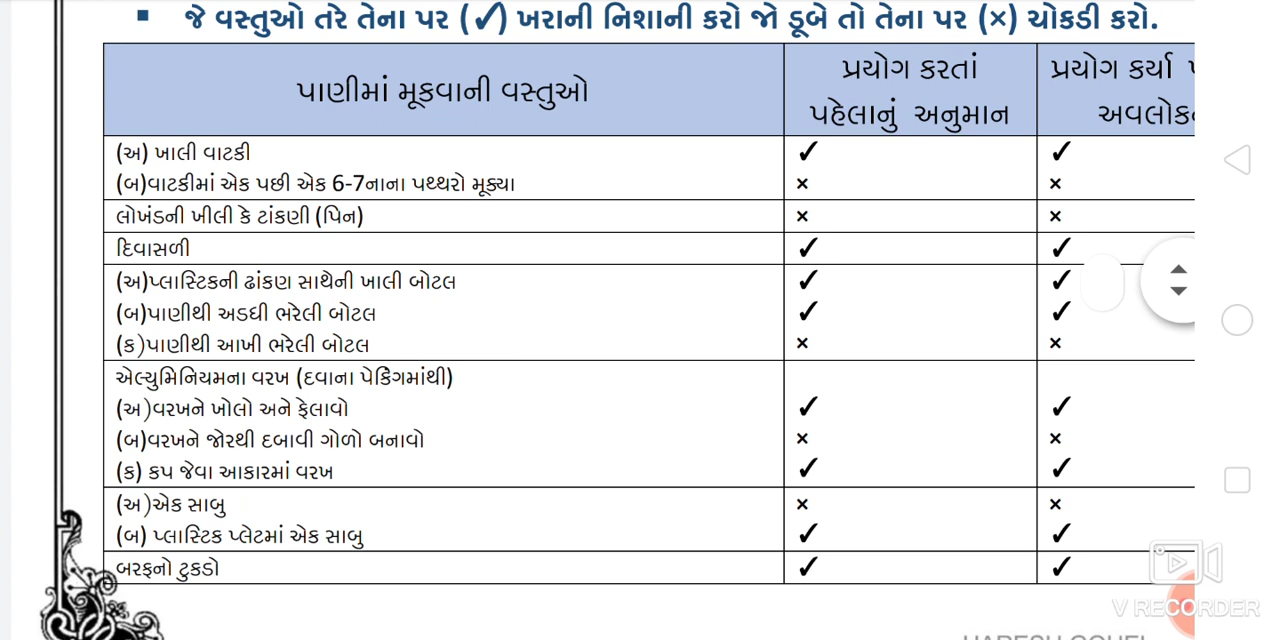 ▪ જે વસ્તુઓ તરે તેના પર (✓) ખરાની નિશાની કરો જો ડૂબે તો તેના પર (×) ચોકડી કરો.
પાણીમાં મૂકવાની વસ્તુઓ
પ્રયોગ કરતાં
પહેલાનું અનુમાન
પ્રયોગ કર્યા
(અ) ખાલી વાટકી ✓ ✓
(બ)વાટકીમાં એક પછી એક 6-7નાના પથ્થરો મૂક્યા × ×
લોખંડની ખીલી કે ટાંકણી (પિન) × ×
દિવાસળી ✓ ✓
(અ)પ્લાસ્ટિકની ઢાંકણ સાથેની ખાલી બોટલ ✓ ✓
(બ)પાણીથી અડધી ભરેલી બોટલ ✓ ✓
(ક)પાણીથી આખી ભરેલી બોટલ × ×
એલ્યુમિનિયમના વરખ (દવાના પેકિંગમાંથી)
(અ)વરખને ખોલો અને ફેલાવો ✓ ✓
(બ)વરખને જોરથી દબાવી ગોળો બનાવો × ×
(ક) કપ જેવા આકારમાં વરખ ✓ ✓
(અ)એક સાબુ × ×
(બ) પ્લાસ્ટિક પ્લેટમાં એક સાબુ ✓ ✓
બરફનો ટુકડો ✓ ✓
V RECORDER